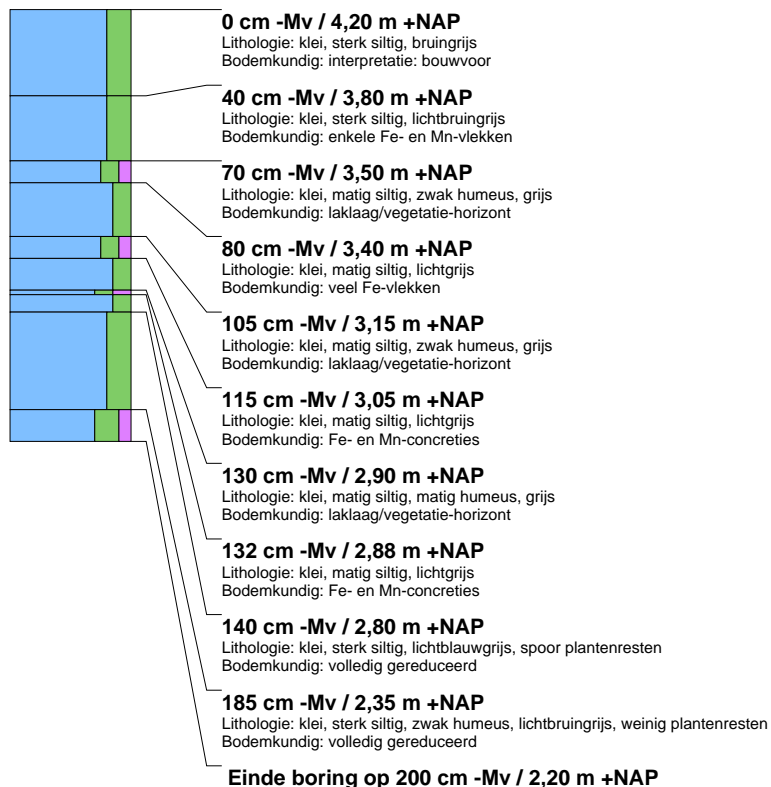 0 cm -Mv / 4,20 m +NAP
Lithologie: klei, sterk siltig, bruingrijs
Bodemkundig: interpretatie: bouwvoor
40 cm -Mv / 3,80 m +NAP
Lithologie: klei, sterk siltig, lichtbruingrijs
Bodemkundig: enkele Fe- en Mn-vlekken
70 cm -Mv / 3,50 m +NAP
Lithologie: klei, matig siltig, zwak humeus, grijs
Bodemkundig: laklaag/vegetatie-horizont
80 cm -Mv / 3,40 m +NAP
Lithologie: klei, matig siltig, lichtgrijs
Bodemkundig: veel Fe-vlekken
105 cm -Mv / 3,15 m +NAP
Lithologie: klei, matig siltig, zwak humeus, grijs
Bodemkundig: laklaag/vegetatie-horizont
115 cm -Mv / 3,05 m +NAP
Lithologie: klei, matig siltig, lichtgrijs
Bodemkundig: Fe- en Mn-concreties
130 cm -Mv / 2,90 m +NAP
Lithologie: klei, matig siltig, matig humeus, grijs
Bodemkundig: laklaag/vegetatie-horizont
132 cm -Mv / 2,88 m +NAP
Lithologie: klei, matig siltig, lichtgrijs
Bodemkundig: Fe- en Mn-concreties
140 cm -Mv / 2,80 m +NAP
Lithologie: klei, sterk siltig, lichtblauwgrijs, spoor plantenresten
Bodemkundig: volledig gereduceerd
185 cm -Mv / 2,35 m +NAP
Lithologie: klei, sterk siltig, zwak humeus, lichtbruingrijs, weinig plantenresten
Bodemkundig: volledig gereduceerd
Einde boring op 200 cm -Mv / 2,20 m +NAP